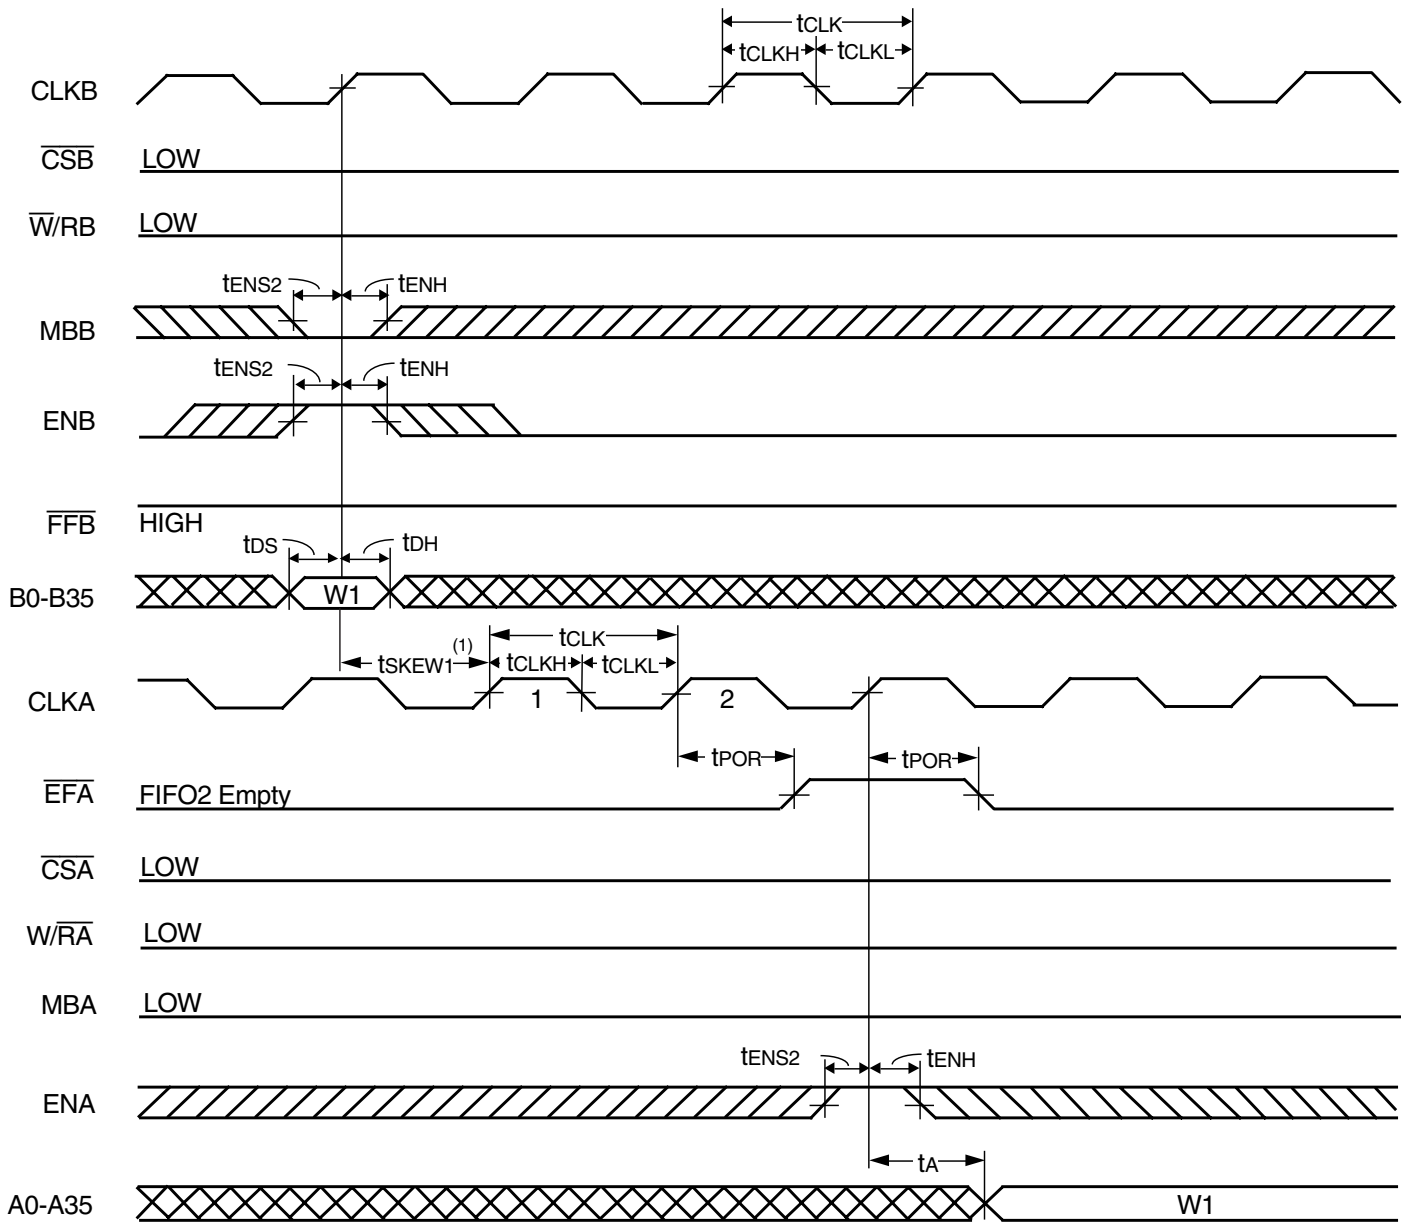 tCLK
tCLKH tCLKL
CLKB
CSB LOW
W/RB LOW
tENS2 tENH
MBB
tENS2 tENH
ENB
FFB HIGH
tDS tDH
B0-B35 W1
tCLK
tSKEW1(1) tCLKH tCLKL
CLKA 1 2
tPOR tPOR
EFA FIFO2 Empty
CSA LOW
W/RA LOW
MBA LOW
tENS2 tENH
ENA
tA
A0-A35 W1